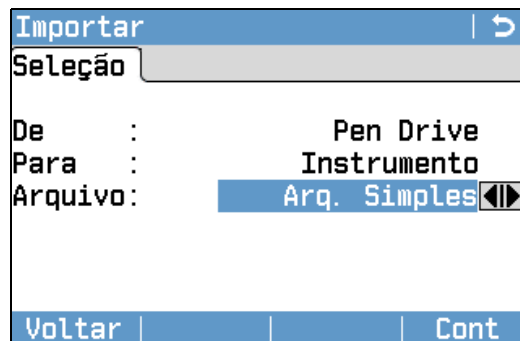 Importar
Seleção
De : Pen Drive
Para : Instrumento
Arquivo: Arq. Simples
Voltar Cont